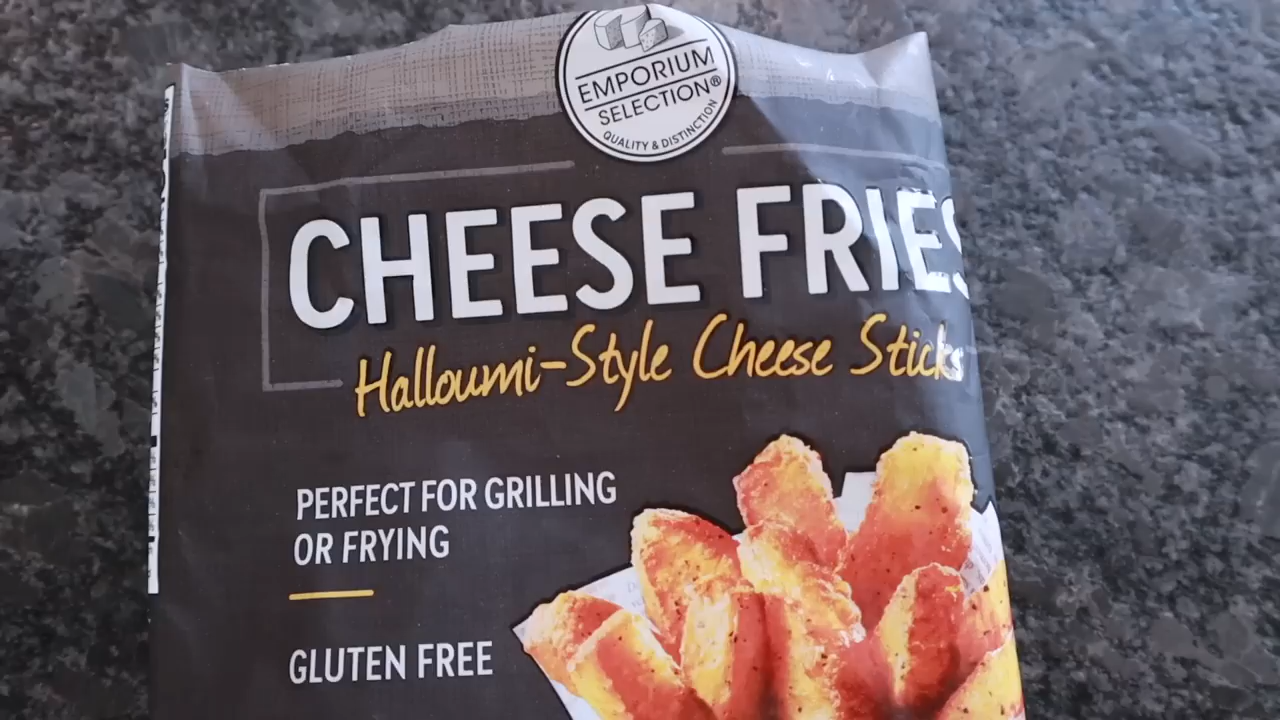 EMPORIUM
SELECTION®
QUALITY & DISTINCTION
CHEESE FRIES
Halloumi-Style Cheese Sticks
PERFECT FOR GRILLING
OR FRYING
GLUTEN FREE